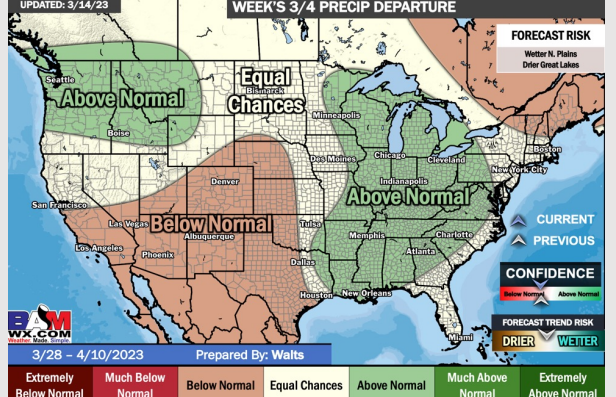 UPDATED: 3/14/23
WEEK'S 3/4 PRECIP DEPARTURE
FORECAST RISK
Wetter N. Plains
Drier Great Lakes
Seattle
Above Normal
Boise
Equal
Bismarck
Chances
Minneapolis
Des Moines
Chicago
Cleveland
Boston
New York City
Indianapolis
Above Normal
Denver
San Francisco
Las Vegas
Below Normal
Albuquerque
Tulsa
Memphis
Charlotte
Los Angeles
Phoenix
Dallas
Atlanta
Houston
New Orleans
Miami
CURRENT
PREVIOUS
CONFIDENCE
Below Normal
Above Normal
FORECAST TREND RISK
DRIER
WETTER
BAM
WX.COM
Weather. Made. Simple.
3/28 – 4/10/2023
Prepared By: Walts
Extremely
Below Normal
Much Below
Normal
Below Normal
Equal Chances
Above Normal
Much Above
Normal
Extremely
Above Normal